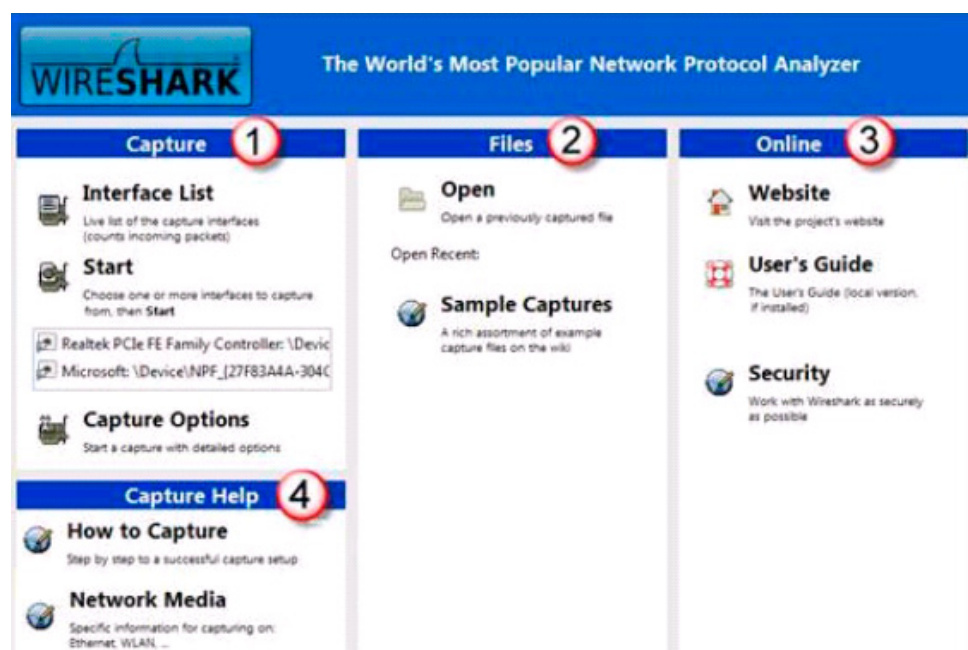 WIRESHARK
The World's Most Popular Network Protocol Analyzer
Capture 1
Interface List
Live list of the capture interfaces
(counts incoming packets)
Start
Choose one or more interfaces to capture
from, then Start
Realtek PCIe FE Family Controller: \Devic
Microsoft: \Device\NPF_{27F83A4A-304C
Capture Options
Start a capture with detailed options
Capture Help 4
How to Capture
Step by step to a successful capture setup
Network Media
Specific information for capturing on:
Ethernet, WLAN, ...
Files 2
Open
Open a previously captured file
Open Recent:
Sample Captures
A rich assortment of example
capture files on the wiki
Online 3
Website
Visit the project's website
User's Guide
The User's Guide (local version,
if installed)
Security
Work with Wireshark as securely
as possible